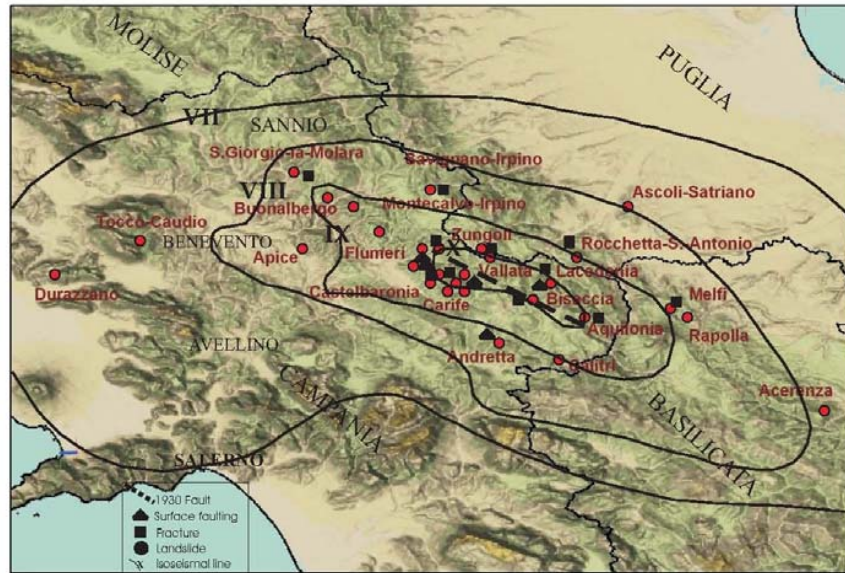 MOLISE
PUGLIA
VII
SANNIO
S.Giorgio-la-Molara
Savignano-Irpino
VIII
Ascoli-Satriano
Buonalbergo
Montecalvo-Irpino
Tocco-Caudio
IX
BENEVENTO
Zungoli
X
Rocchetta-S. Antonio
Apice
Flumeri
Vallata
Lacedonia
Durazzano
Castelbaronia
Carife
Bisaccia
Melfi
Aquilonia
Rapolla
AVELLINO
Andretta
Calitri
CAMPANIA
BASILICATA
Acerenza
SALERNO
1930 Fault
Surface faulting
Fracture
Landslide
X Isoseismal line